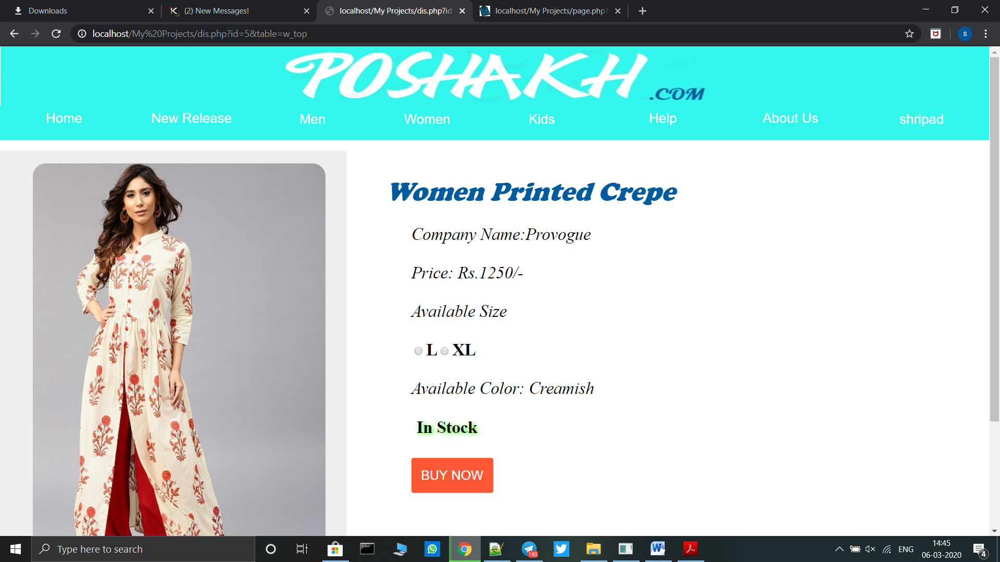 Downloads
(2) New Messages!
localhost/My Projects/dis.php?id
localhost/My Projects/page.php?
localhost/My%20Projects/dis.php?id=5&table=w_top
s
POSHAKH .COM
Home New Release Men Women Kids Help About Us shripad
Women Printed Crepe
Company Name:Provogue
Price: Rs.1250/-
Available Size
L XL
Available Color: Creamish
In Stock
BUY NOW
Type here to search
180
ENG
14:45
06-03-2020
4